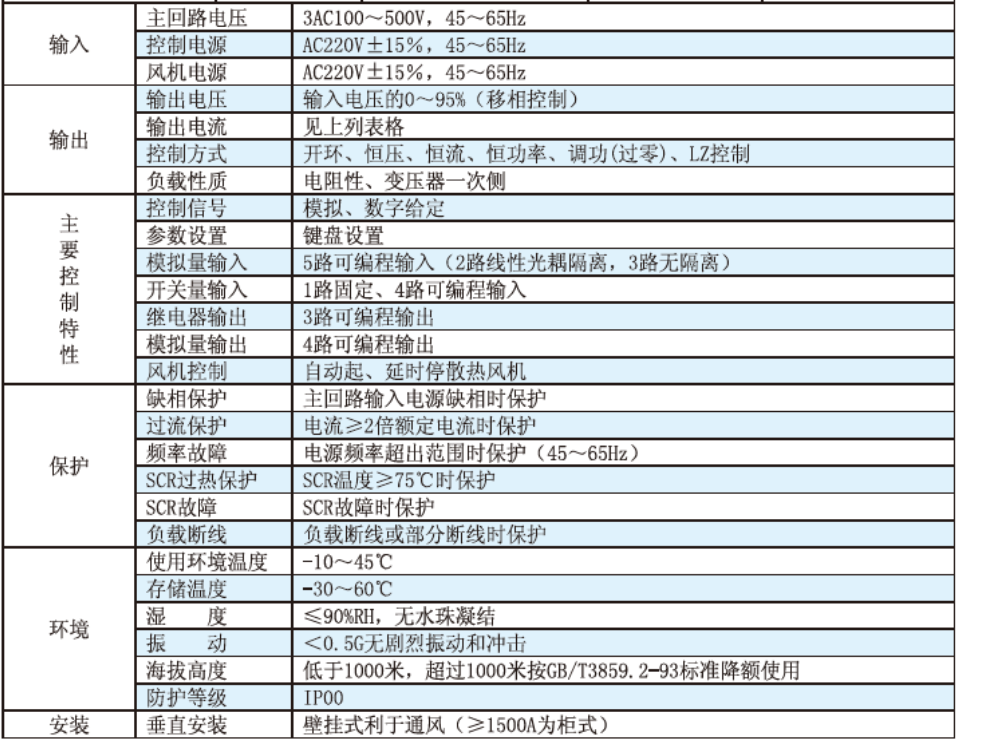 输入
主回路电压 3AC100～500V，45～65Hz
控制电源 AC220V±15%，45～65Hz
风机电源 AC220V±15%，45～65Hz
输出
输出电压 输入电压的0～95%（移相控制）
输出电流 见上列表格
控制方式 开环、恒压、恒流、恒功率、调功(过零)、LZ控制
负载性质 电阻性、变压器一次侧
主要控制特性
控制信号 模拟、数字给定
参数设置 键盘设置
模拟量输入 5路可编程输入（2路线性光耦隔离，3路无隔离）
开关量输入 1路固定、4路可编程输入
继电器输出 3路可编程输出
模拟量输出 4路可编程输出
风机控制 自动起、延时停散热风机
保护
缺相保护 主回路输入电源缺相时保护
过流保护 电流≥2倍额定电流时保护
频率故障 电源频率超出范围时保护（45～65Hz）
SCR过热保护 SCR温度≥75℃时保护
SCR故障 SCR故障时保护
负载断线 负载断线或部分断线时保护
环境
使用环境温度 -10～45℃
存储温度 -30～60℃
湿 度 ≤90%RH，无水珠凝结
振 动 ＜0.5G无剧烈振动和冲击
海拔高度 低于1000米，超过1000米按GB/T3859.2-93标准降额使用
防护等级 IP00
安装 垂直安装 壁挂式利于通风（≥1500A为柜式）